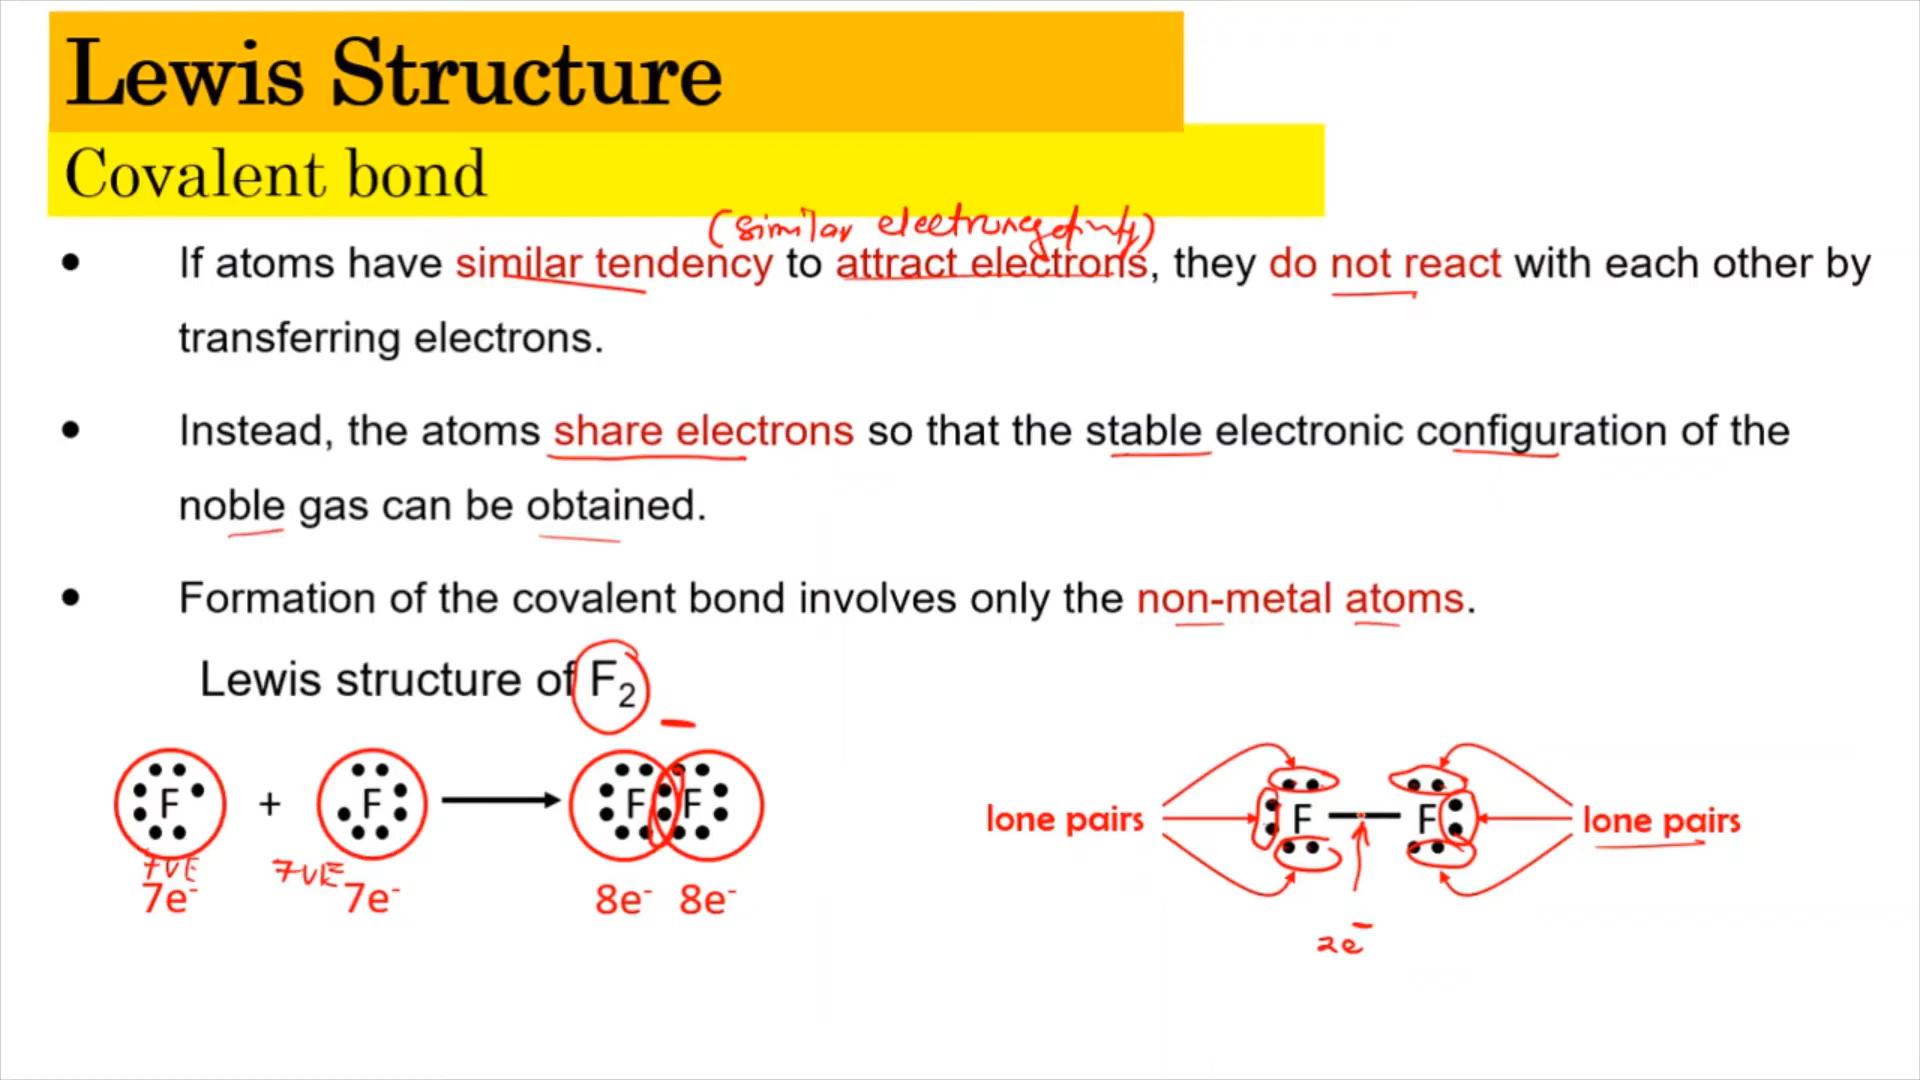 Lewis Structure
Covalent bond
(similar electronegativity)
• If atoms have similar tendency to attract electrons, they do not react with each other by
transferring electrons.
• Instead, the atoms share electrons so that the stable electronic configuration of the
noble gas can be obtained.
• Formation of the covalent bond involves only the non-metal atoms.
Lewis structure of F₂
F + F → F F
lone pairs F — F lone pairs
7VE 7VE
7e⁻ 7e⁻ 8e⁻ 8e⁻
2e⁻